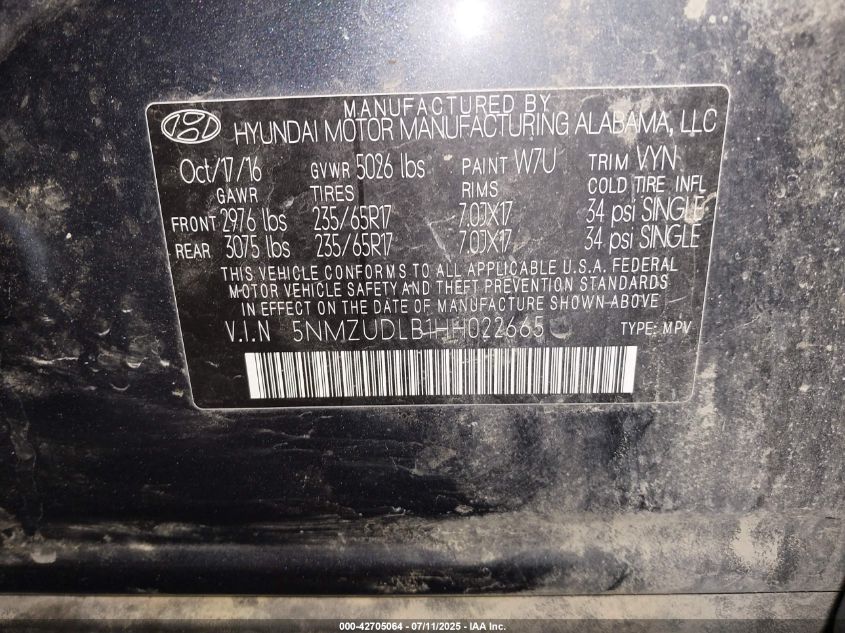 MANUFACTURED BY
HYUNDAI MOTOR MANUFACTURING ALABAMA, LLC
Oct/17/16 GVWR 5026 lbs PAINT W7U TRIM VYN
GAWR TIRES RIMS COLD TIRE INFL
FRONT 2976 lbs 235/65R17 7.0JX17 34 psi SINGLE
REAR 3075 lbs 235/65R17 7.0JX17 34 psi SINGLE
THIS VEHICLE CONFORMS TO ALL APPLICABLE U.S.A. FEDERAL
MOTOR VEHICLE SAFETY AND THEFT PREVENTION STANDARDS
IN EFFECT ON THE DATE OF MANUFACTURE SHOWN ABOVE
V.I.N 5NMZUDLB1HH022665 TYPE: MPV
000-42705064 - 07/11/2025 - IAA Inc.